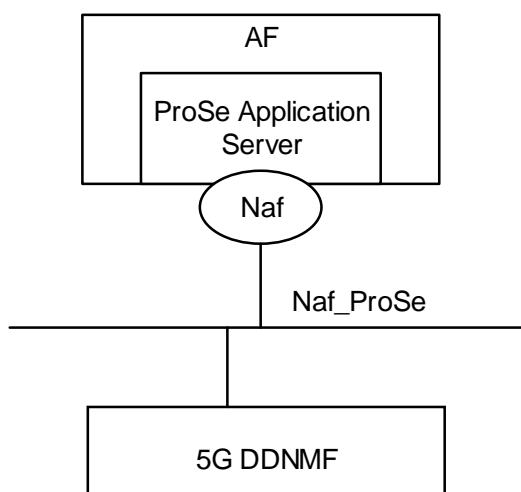 AF
ProSe Application
Server
Naf
Naf_ProSe
5G DDNMF